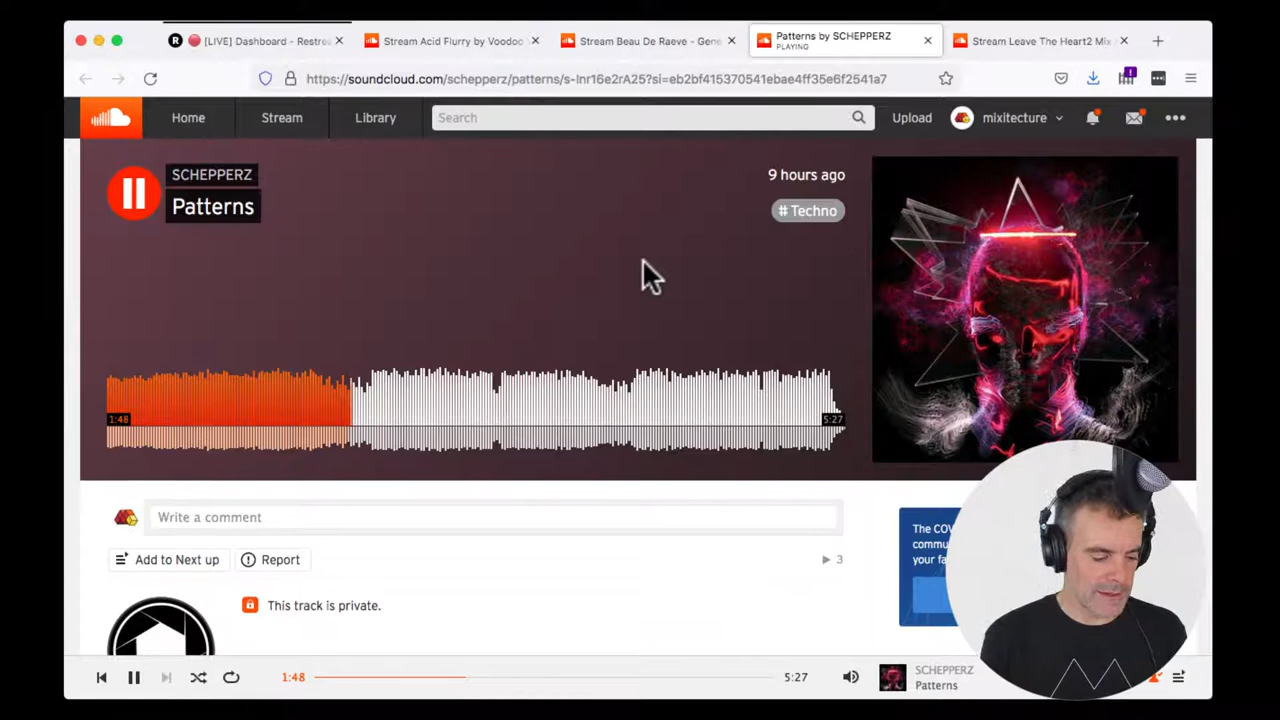 [LIVE] Dashboard - Restre
Stream Acid Flurry by Voodoo
Stream Beau De Raeve - Gene
Patterns by SCHEPPERZ
PLAYING
Stream Leave The Heart2 Mix
https://soundcloud.com/schepperz/patterns/s-Inr16e2rA25?si=eb2bf415370541ebae4ff35e6f2541a7
Home
Stream
Library
Search
Upload
mixitecture
SCHEPPERZ
Patterns
9 hours ago
# Techno
1:48
5:27
Write a comment
Add to Next up
Report
3
This track is private.
The COV
commu
your fa
1:48
5:27
SCHEPPERZ
Patterns